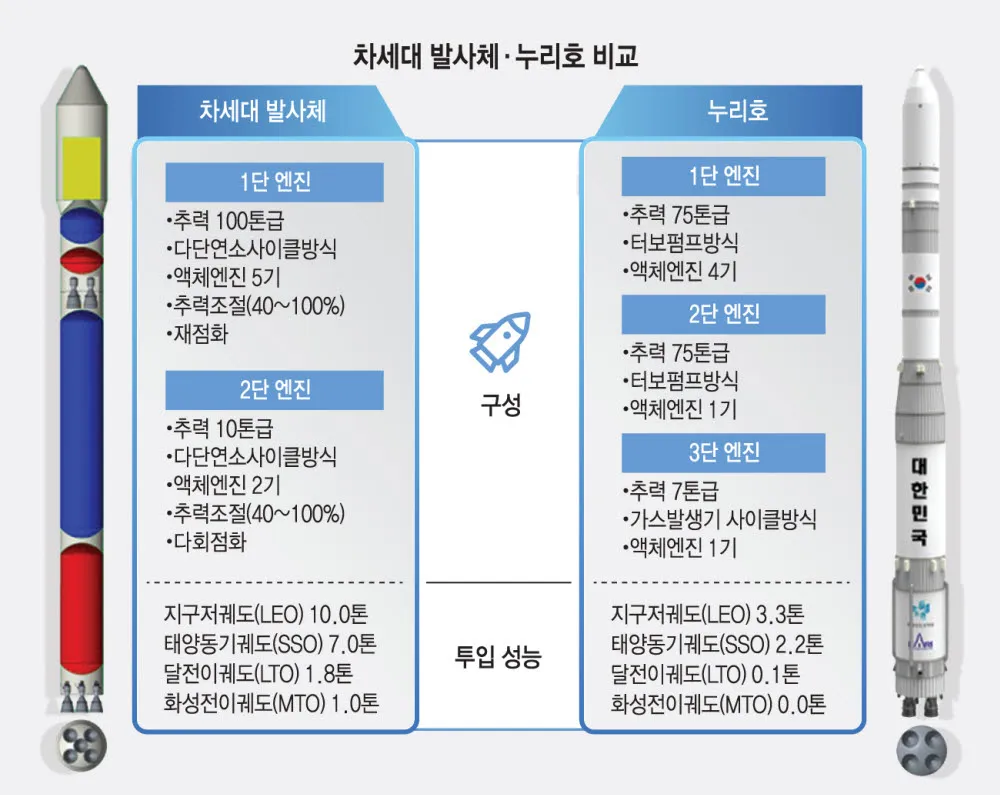 차세대 발사체·누리호 비교
차세대 발사체
1단 엔진
•추력 100톤급
•다단연소사이클방식
•액체엔진 5기
•추력조절(40~100%)
•재점화
2단 엔진
•추력 10톤급
•다단연소사이클방식
•액체엔진 2기
•추력조절(40~100%)
•다회점화
지구저궤도(LEO) 10.0톤
태양동기궤도(SSO) 7.0톤
달전이궤도(LTO) 1.8톤
화성전이궤도(MTO) 1.0톤
구성
투입 성능
누리호
1단 엔진
•추력 75톤급
•터보펌프방식
•액체엔진 4기
2단 엔진
•추력 75톤급
•터보펌프방식
•액체엔진 1기
3단 엔진
•추력 7톤급
•가스발생기 사이클방식
•액체엔진 1기
지구저궤도(LEO) 3.3톤
태양동기궤도(SSO) 2.2톤
달전이궤도(LTO) 0.1톤
화성전이궤도(MTO) 0.0톤
대
한
민
국